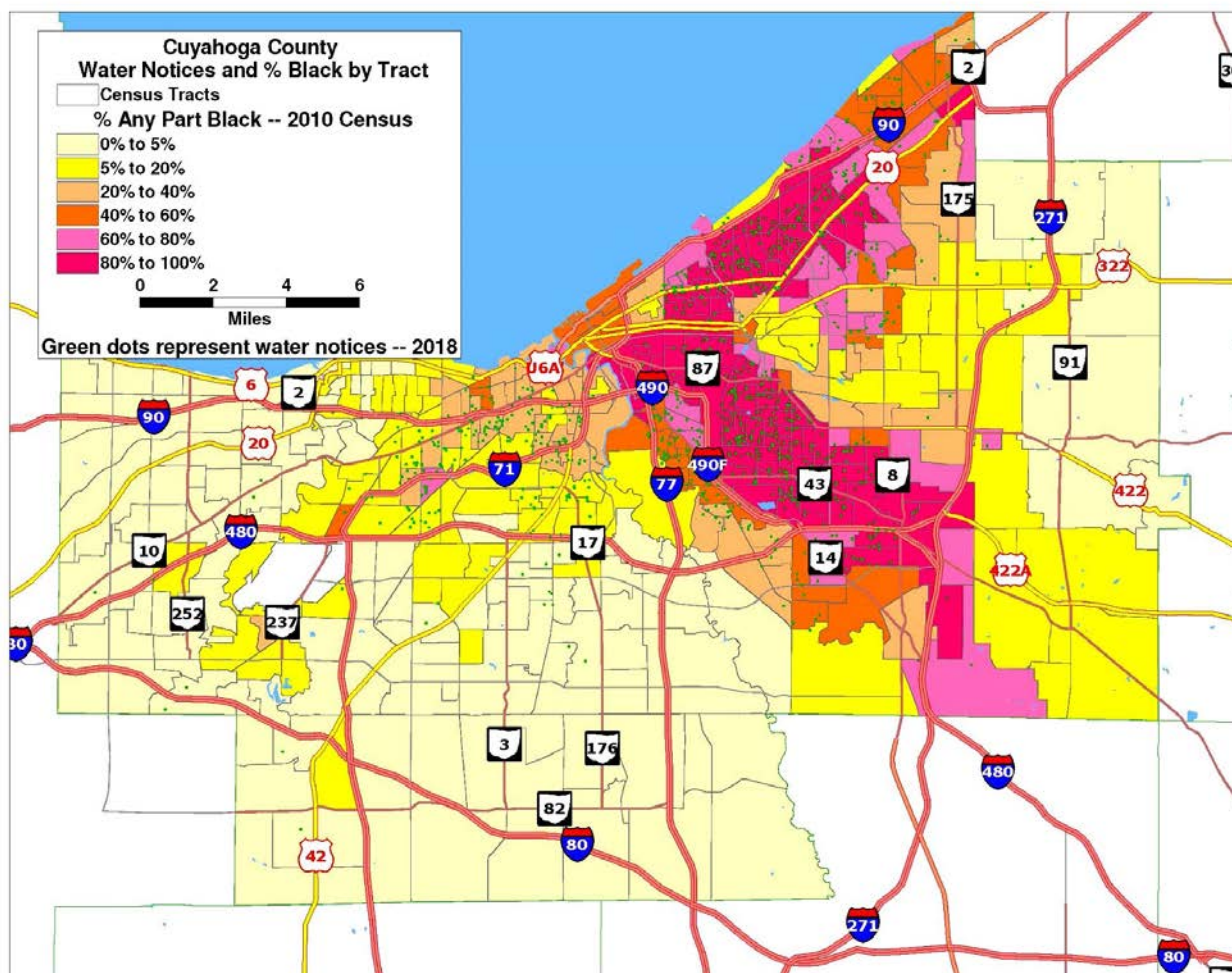 Cuyahoga County
Water Notices and % Black by Tract
Census Tracts
% Any Part Black -- 2010 Census
0% to 5%
5% to 20%
20% to 40%
40% to 60%
60% to 80%
80% to 100%
0 2 4 6
Miles
Green dots represent water notices -- 2018
2
90
20
175
271
322
91
87
U6A
490
6
2
90
20
71
490F
77
43
8
422
480
17
10
14
422A
252
237
3
176
480
82
80
42
271
80